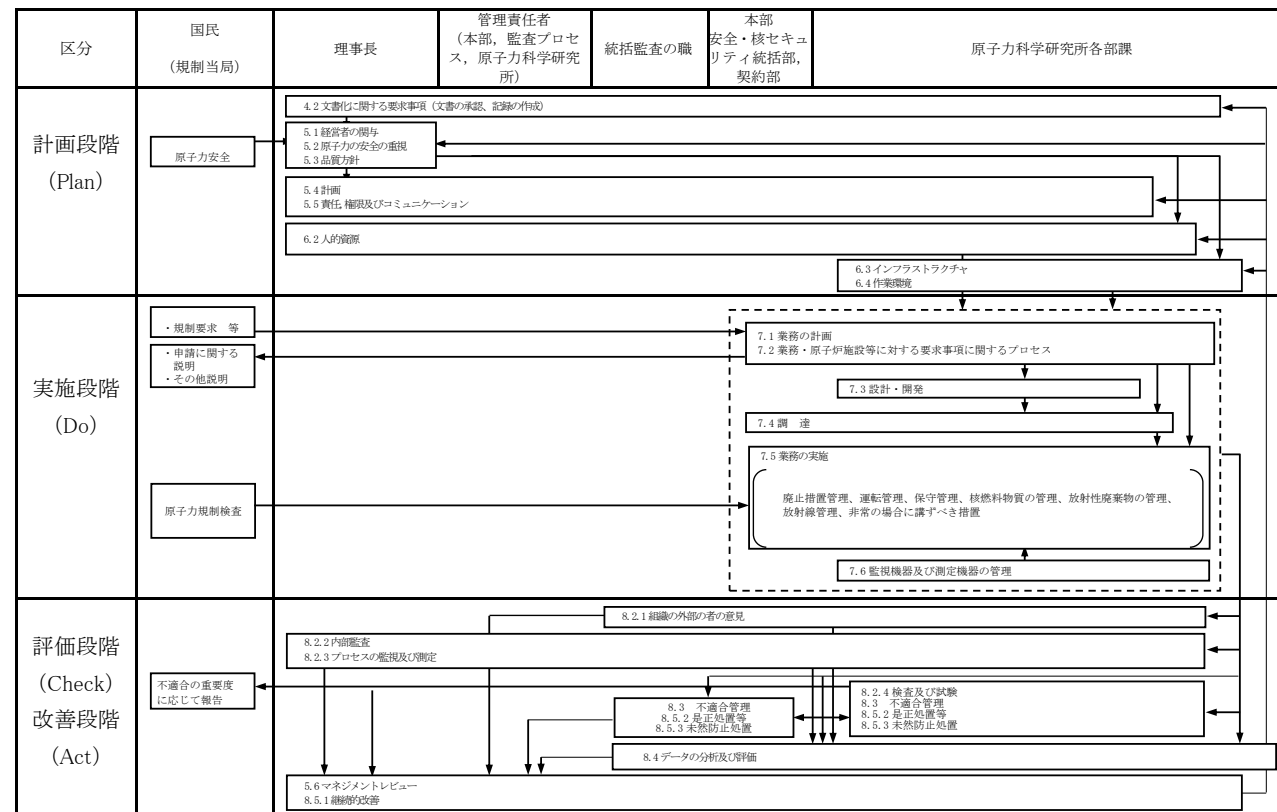 区分
国民
(規制当局)
理事長
管理責任者
(本部，監査プロセ
ス，原子力科学研究
所)
統括監査の職
本部
安全・核セキュ
リティ統括部，
契約部
原子力科学研究所各部課
計画段階
(Plan)
4.2 文書化に関する要求事項（文書の承認、記録の作成）
原子力安全
5.1 経営者の関与
5.2 原子力の安全の重視
5.3 品質方針
5.4 計画
5.5 責任、権限及びコミュニケーション
6.2 人的資源
6.3 インフラストラクチャ
6.4 作業環境
実施段階
(Do)
・規制要求　等
・申請に関する
説明
・その他説明
7.1 業務の計画
7.2 業務・原子炉施設等に対する要求事項に関するプロセス
7.3 設計・開発
7.4 調　達
7.5 業務の実施
原子力規制検査
廃止措置管理、運転管理、保守管理、核燃料物質の管理、放射性廃棄物の管理、
放射線管理、非常の場合に講ずべき措置
7.6 監視機器及び測定機器の管理
評価段階
(Check)
改善段階
(Act)
8.2.1 組織の外部の者の意見
8.2.2 内部監査
8.2.3 プロセスの監視及び測定
不適合の重要度
に応じて報告
8.3　不適合管理
8.5.2 是正処置等
8.5.3 未然防止処置
8.2.4 検査及び試験
8.3　不適合管理
8.5.2 是正処置等
8.5.3 未然防止処置
8.4 データの分析及び評価
5.6 マネジメントレビュー
8.5.1 継続的改善